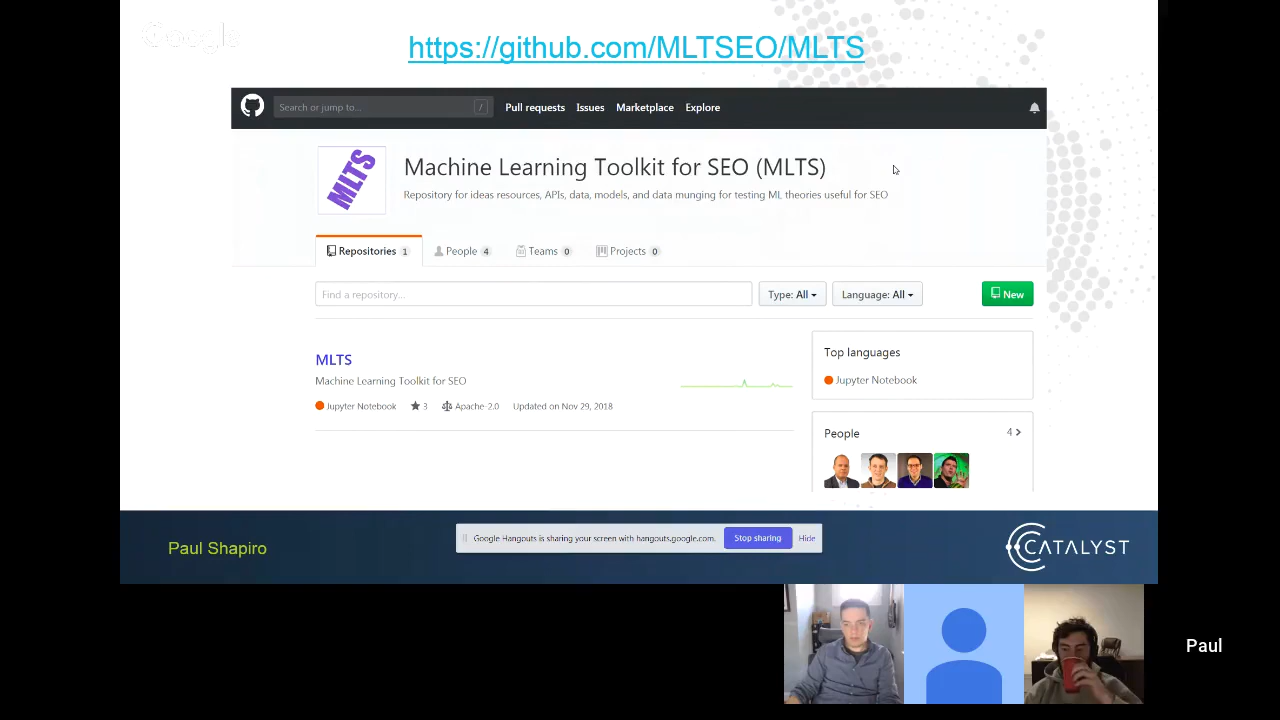 Google
https://github.com/MLTSEO/MLTS
Search or jump to... /
Pull requests Issues Marketplace Explore
MLTS
Machine Learning Toolkit for SEO (MLTS)
Repository for ideas resources, APIs, data, models, and data munging for testing ML theories useful for SEO
Repositories 1 People 4 Teams 0 Projects 0
Find a repository... Type: All Language: All New
MLTS
Machine Learning Toolkit for SEO
Jupyter Notebook 3 Apache-2.0 Updated on Nov 29, 2018
Top languages
Jupyter Notebook
People 4
Paul Shapiro
Google Hangouts is sharing your screen with hangouts.google.com. Stop sharing Hide
CATALYST
Paul